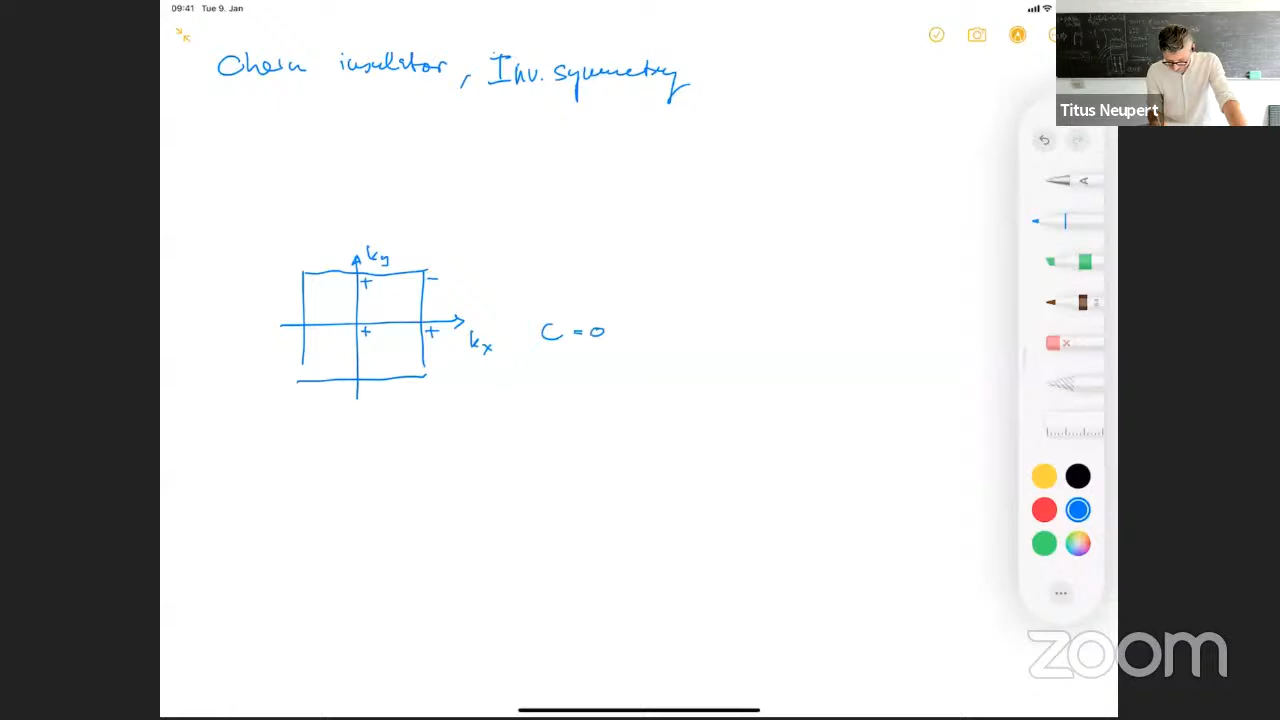 09:41 Tue 9. Jan
Chern insulator, Inv. symmetry
Titus Neupert
A
ky
+ -
+ +
kx
C = 0
zoom